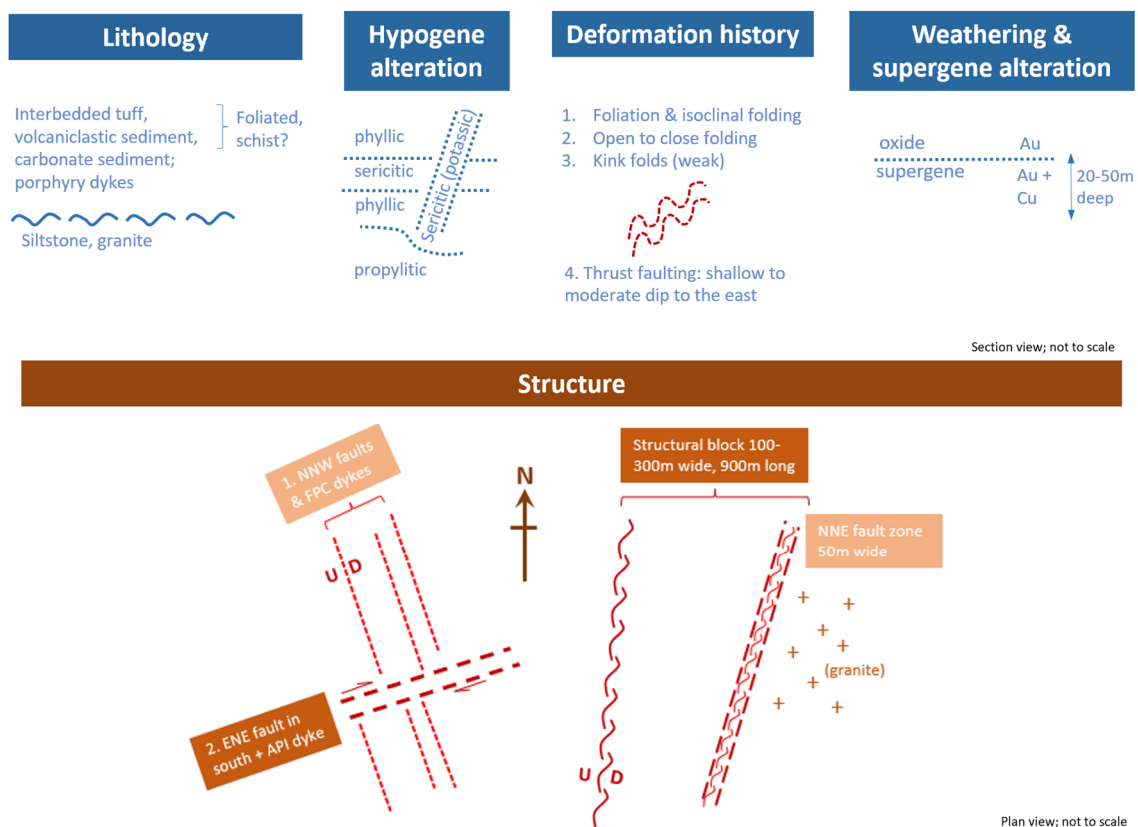 Lithology
Interbedded tuff,
volcaniclastic sediment,
carbonate sediment;
porphyry dykes
Foliated,
schist?
Siltstone, granite
Hypogene
alteration
phyllic
sericitic
phyllic
propylitic
Sericitic (potassic)
Deformation history
1. Foliation & isoclinal folding
2. Open to close folding
3. Kink folds (weak)
4. Thrust faulting: shallow to
moderate dip to the east
Weathering &
supergene alteration
oxide
Au
supergene
Au +
Cu
20-50m
deep
Section view; not to scale
Structure
1. NNW faults
& FPC dykes
U D
2. ENE fault in
south + API dyke
N
Structural block 100-
300m wide, 900m long
NNE fault zone
50m wide
(granite)
U D
Plan view; not to scale